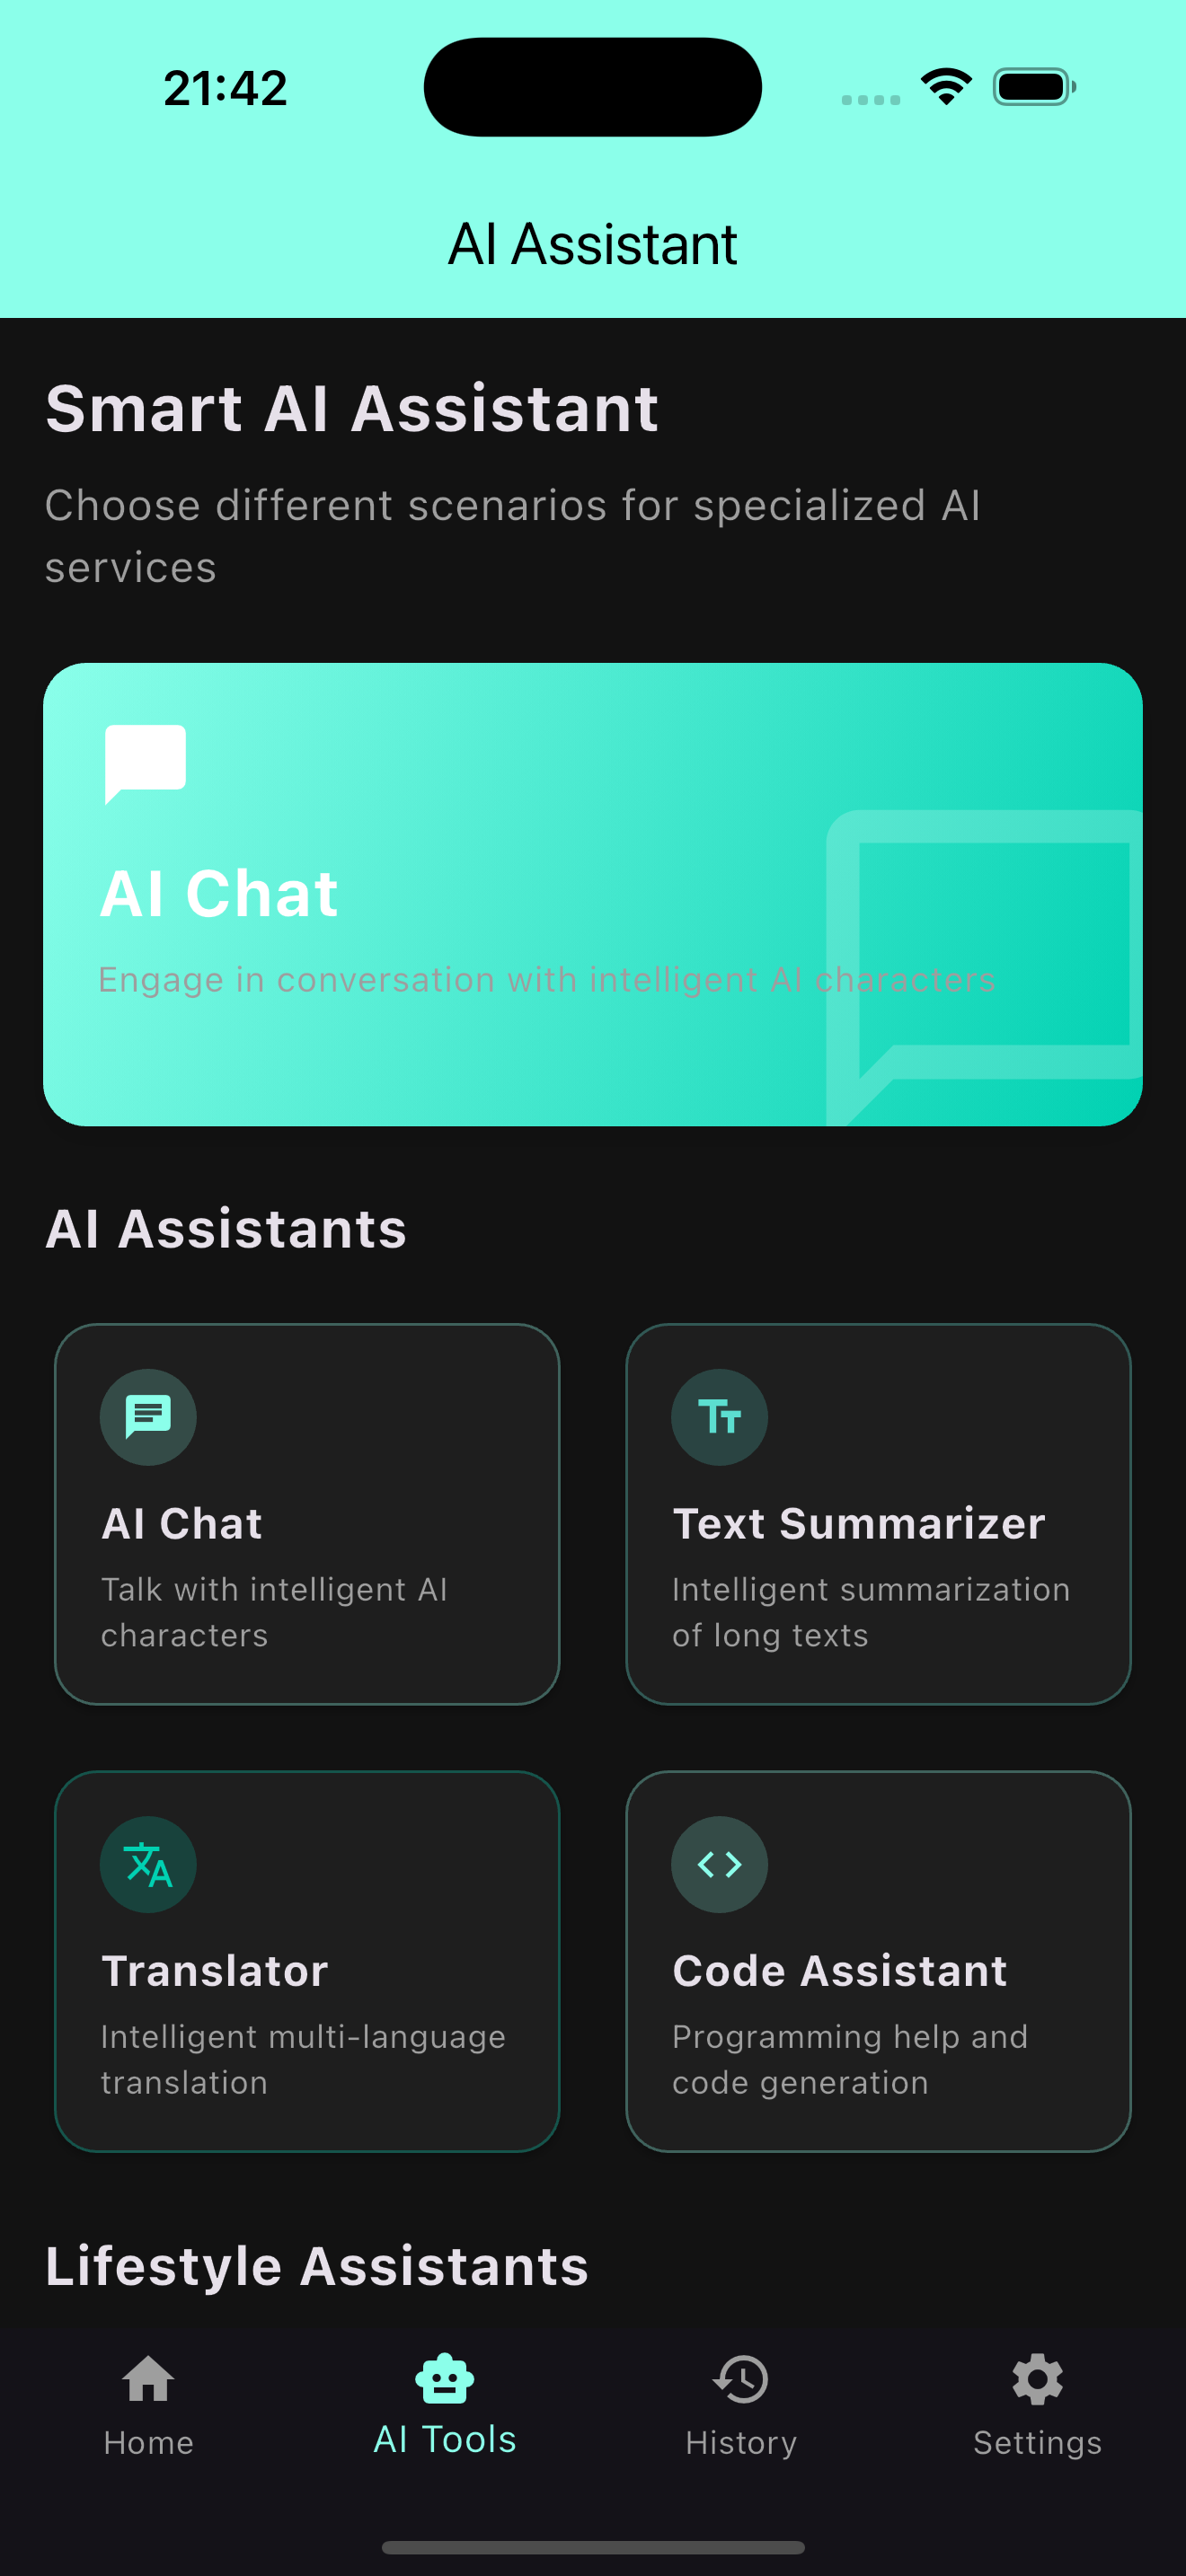 21:42
AI Assistant
Smart AI Assistant
Choose different scenarios for specialized AI
services
AI Chat
Engage in conversation with intelligent AI characters
AI Assistants
AI Chat
Talk with intelligent AI
characters
Text Summarizer
Intelligent summarization
of long texts
Translator
Intelligent multi-language
translation
Code Assistant
Programming help and
code generation
Lifestyle Assistants
Home
AI Tools
History
Settings